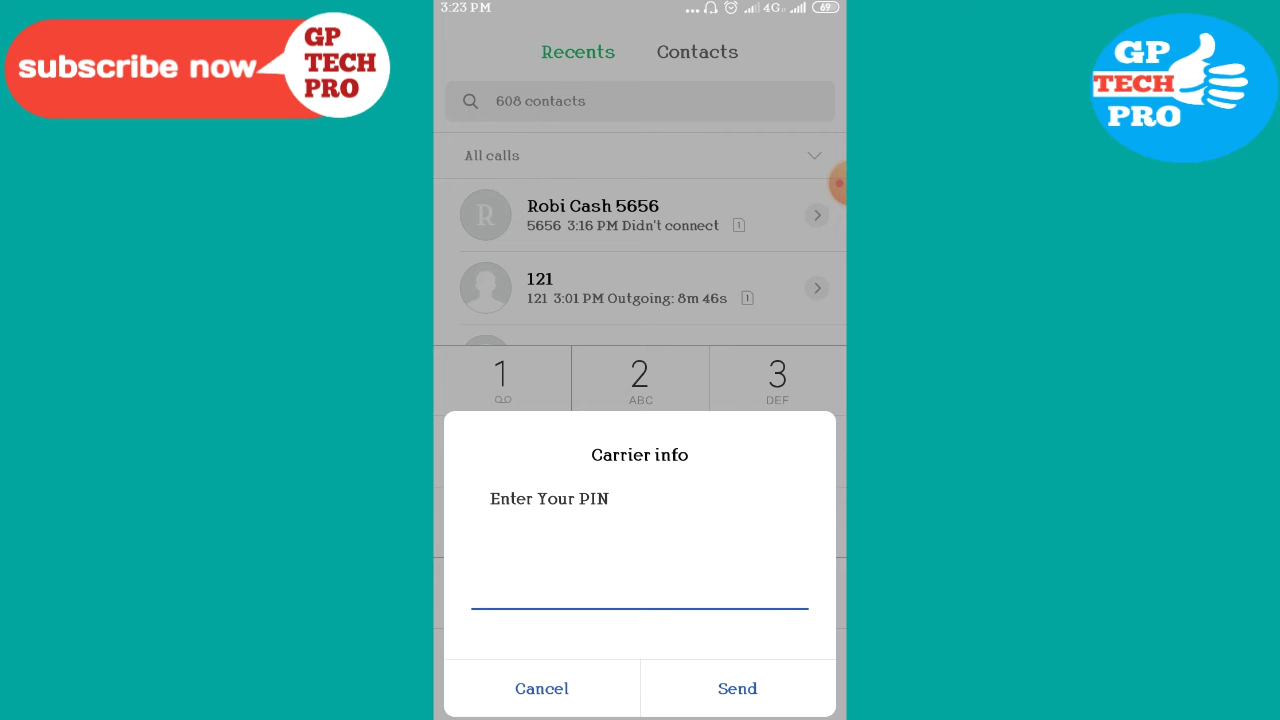 subscribe now
GP
TECH
PRO
3:23 PM
4G
69
GP
TECH
PRO
Recents
Contacts
608 contacts
All calls
R
Robi Cash 5656
5656 3:16 PM Didn't connect
1
121
121 3:01 PM Outgoing: 8m 46s
1
1
2
3
ABC
DEF
Carrier info
Enter Your PIN
Cancel
Send